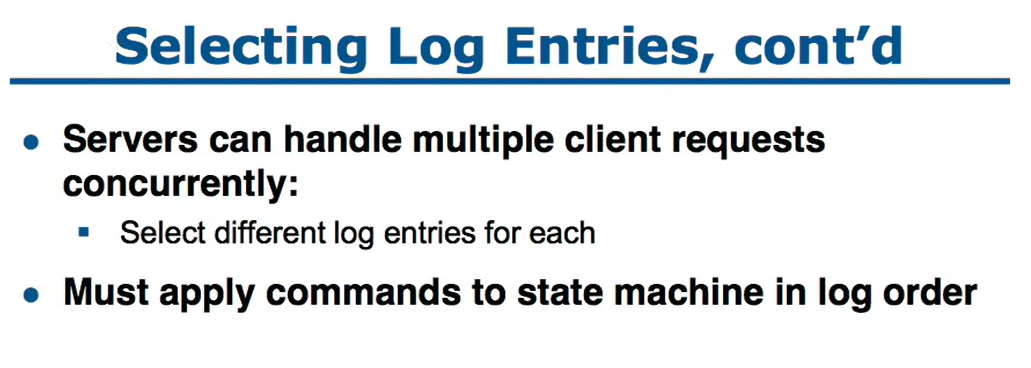 Selecting Log Entries, cont’d
● Servers can handle multiple client requests
concurrently:
▪ Select different log entries for each
● Must apply commands to state machine in log order